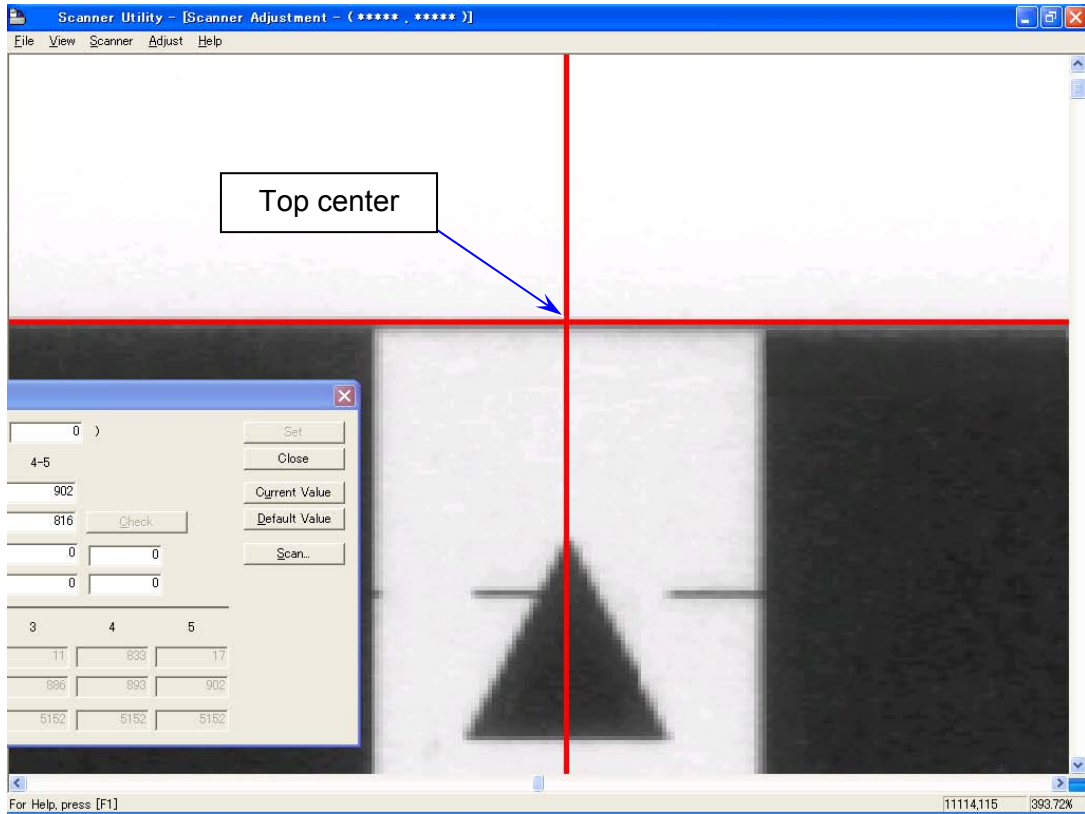 Scanner Utility - [Scanner Adjustment - ( ***** , ***** )]
File View Scanner Adjust Help
Top center
0 ) Set
4-5 Close
902 Current Value
816 Check Default Value
0 0 Scan...
0 0
3 4 5
11 833 17
886 893 902
5152 5152 5152
For Help, press [F1] 11114,115 393.72%